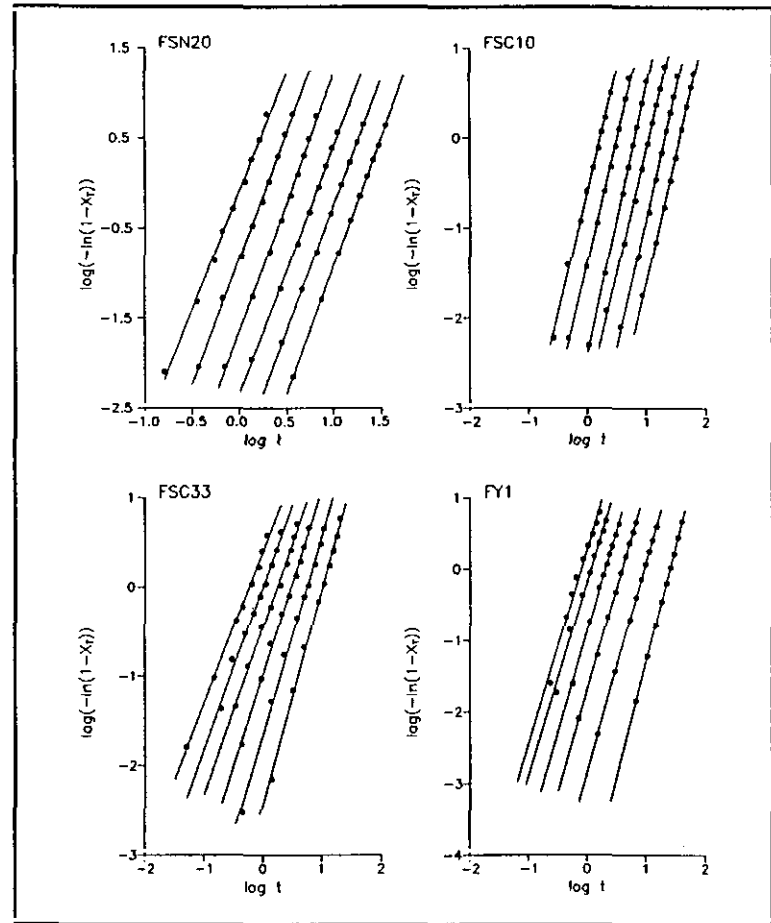 FSN20
1.5
0.5
-0.5
-1.5
-2.5
log(-ln(1-X_T))
-1.0 -0.5 0.0 0.5 1.0 1.5
log t
FSC10
1
0
-1
-2
-3
log(-ln(1-X_T))
-2 -1 0 1 2
log t
FSC33
1
0
-1
-2
-3
log(-ln(1-X_T))
-2 -1 0 1 2
log t
FY1
1
0
-1
-2
-3
-4
log(-ln(1-X_T))
-2 -1 0 1 2
log t